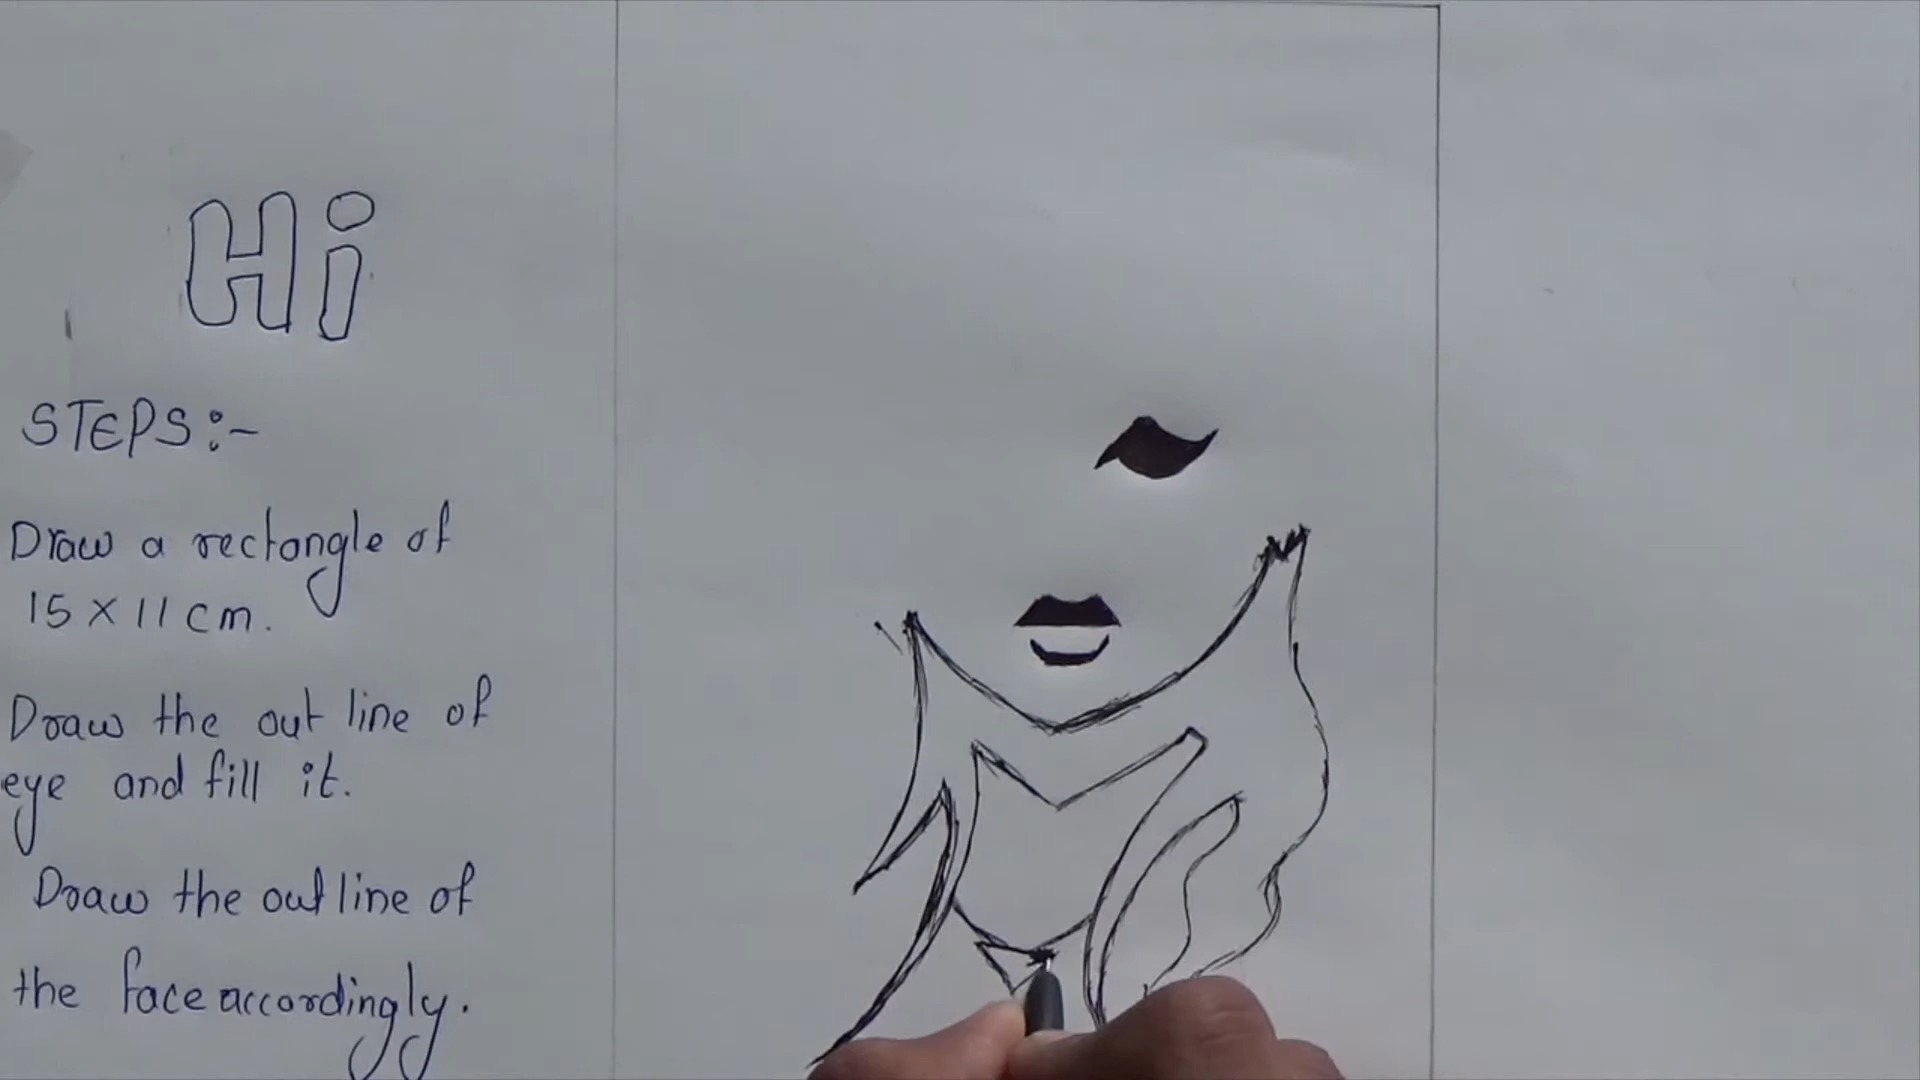 Hi
STEPS:-
Draw a rectangle of
15 x 11 cm.
Draw the out line of
eye and fill it.
Draw the out line of
the face accordingly.